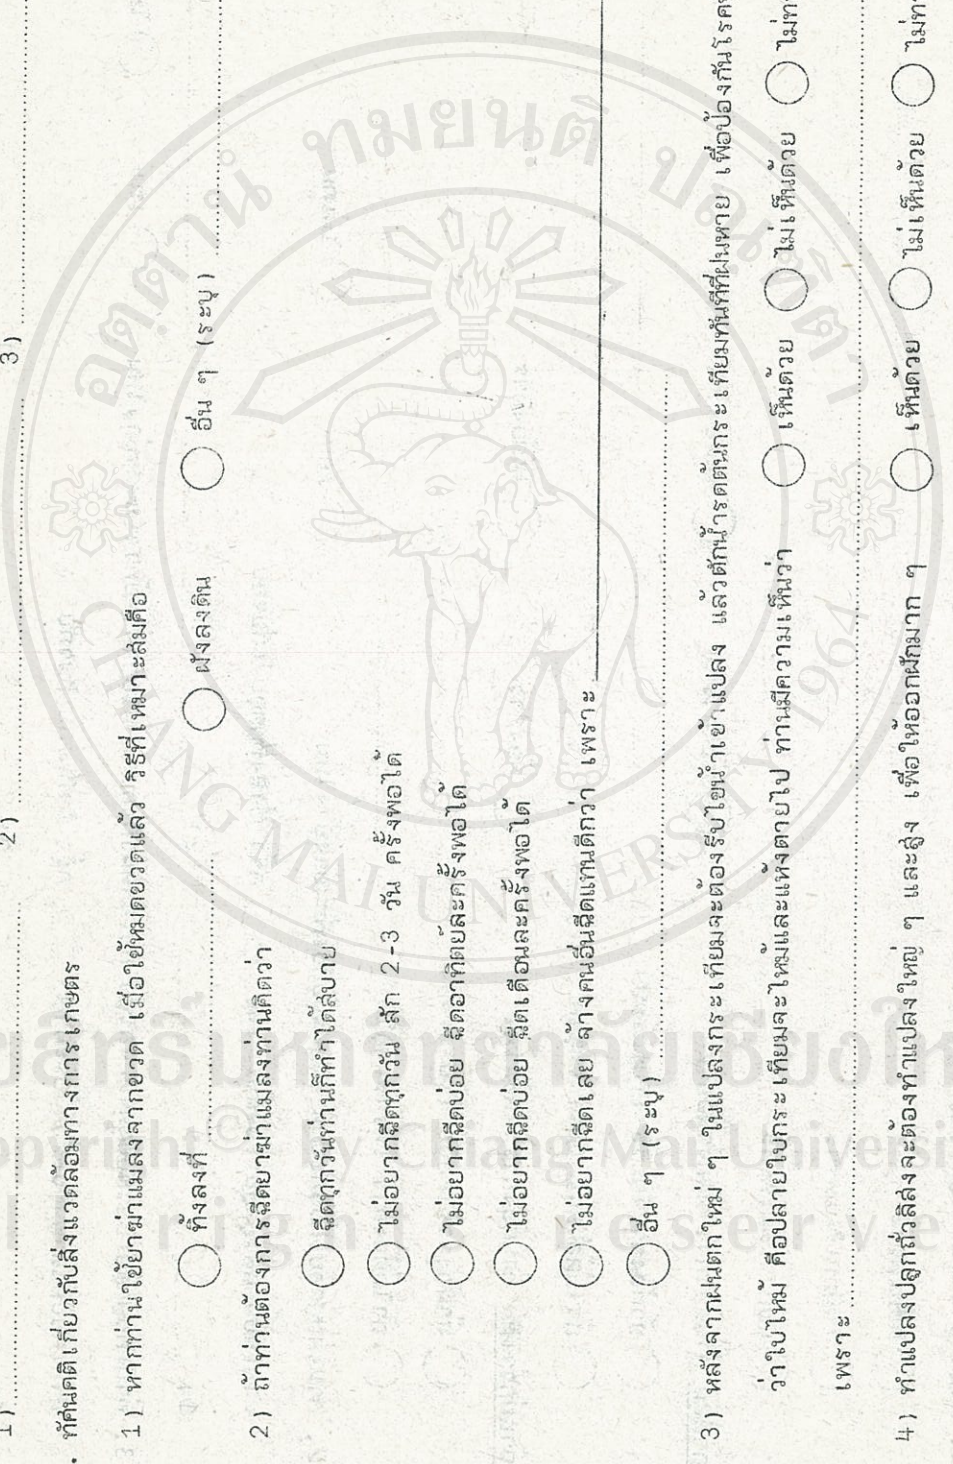 1) ........ 2) ........ 3) ........
. ทัศนคติเกี่ยวกับสิ่งแวดล้อมทางการเกษตร
1) หากท่านใช้ยาฆ่าแมลงจากขวด เมื่อใช้หมดขวดแล้ว วิธีที่เหมาะสมคือ
ทิ้งลงที่ ........ ฝังลงดิน อื่น ๆ (ระบุ) ........
2) ถ้าท่านต้องการฉีดยาฆ่าแมลงท่านคิดว่า
ฉีดทุกวันท่านก็ทำได้สบาย
ไม่อยากฉีดทุกวัน สัก 2-3 วัน ครั้งพอได้
ไม่อยากฉีดบ่อย ฉีดอาทิตย์ละครั้งพอได้
ไม่อยากฉีดบ่อย ฉีดเดือนละครั้งพอได้
ไม่อยากฉีดเลย จ้างคนอื่นฉีดแทนดีกว่า เพราะ
อื่น ๆ (ระบุ) ........
3) หลังจากฝนตกใหม่ ๆ ในแปลงกระเทียมจะต้องรีบไขน้ำเข้าแปลง แล้วตักน้ำรดต้นกระเทียมทันทีที่ฝนหาย เพื่อป้องกันโรค
ว่าใบไหม้ คือปลายใบกระเทียมจะไหม้และแห้งตายไป ท่านมีความเห็นว่า เห็นด้วย ไม่เห็นด้วย
เพราะ ........
4) ทำแปลงปลูกถั่วลิสงจะต้องทำแปลงใหญ่ ๆ และสูง เพื่อให้ออกฝักมาก ๆ เห็นด้วย ไม่เห็นด้วย
อตฺตานํ ทมยนฺติ ปณฺฑิตา
CHIANG MAI UNIVERSITY 1964
by Chiang Mai Universi